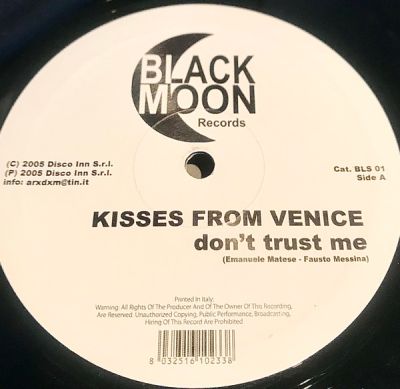 BLACK
MOON
Records
(C) 2005 Disco Inn S.r.l.
(P) 2005 Disco Inn S.r.l.
info: arxdxm@tin.it
Cat. BLS 01
Side A
KISSES FROM VENICE
don't trust me
(Emanuele Matese - Fausto Messina)
Printed In Italy:
Warning: All Rights Of The Producer And Of The Owner Of This Recording,
Are Reserved. Unauthorized Copying, Public Performance, Broadcasting,
Hiring Of This Record Are Prohibited
8 032516 102338